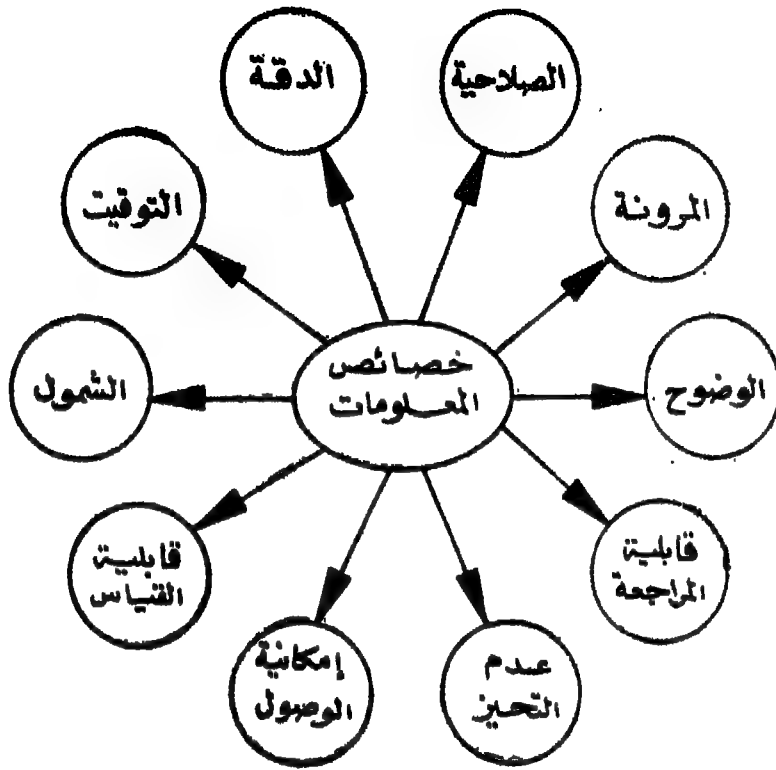 الصلاحية
الدقة
المرونة
التوقيت
خصائص
المعلومات
الوضوح
الشمول
قابلية
المراجعة
قابلية
القياس
عدم
التحيز
إمكانية
الوصول